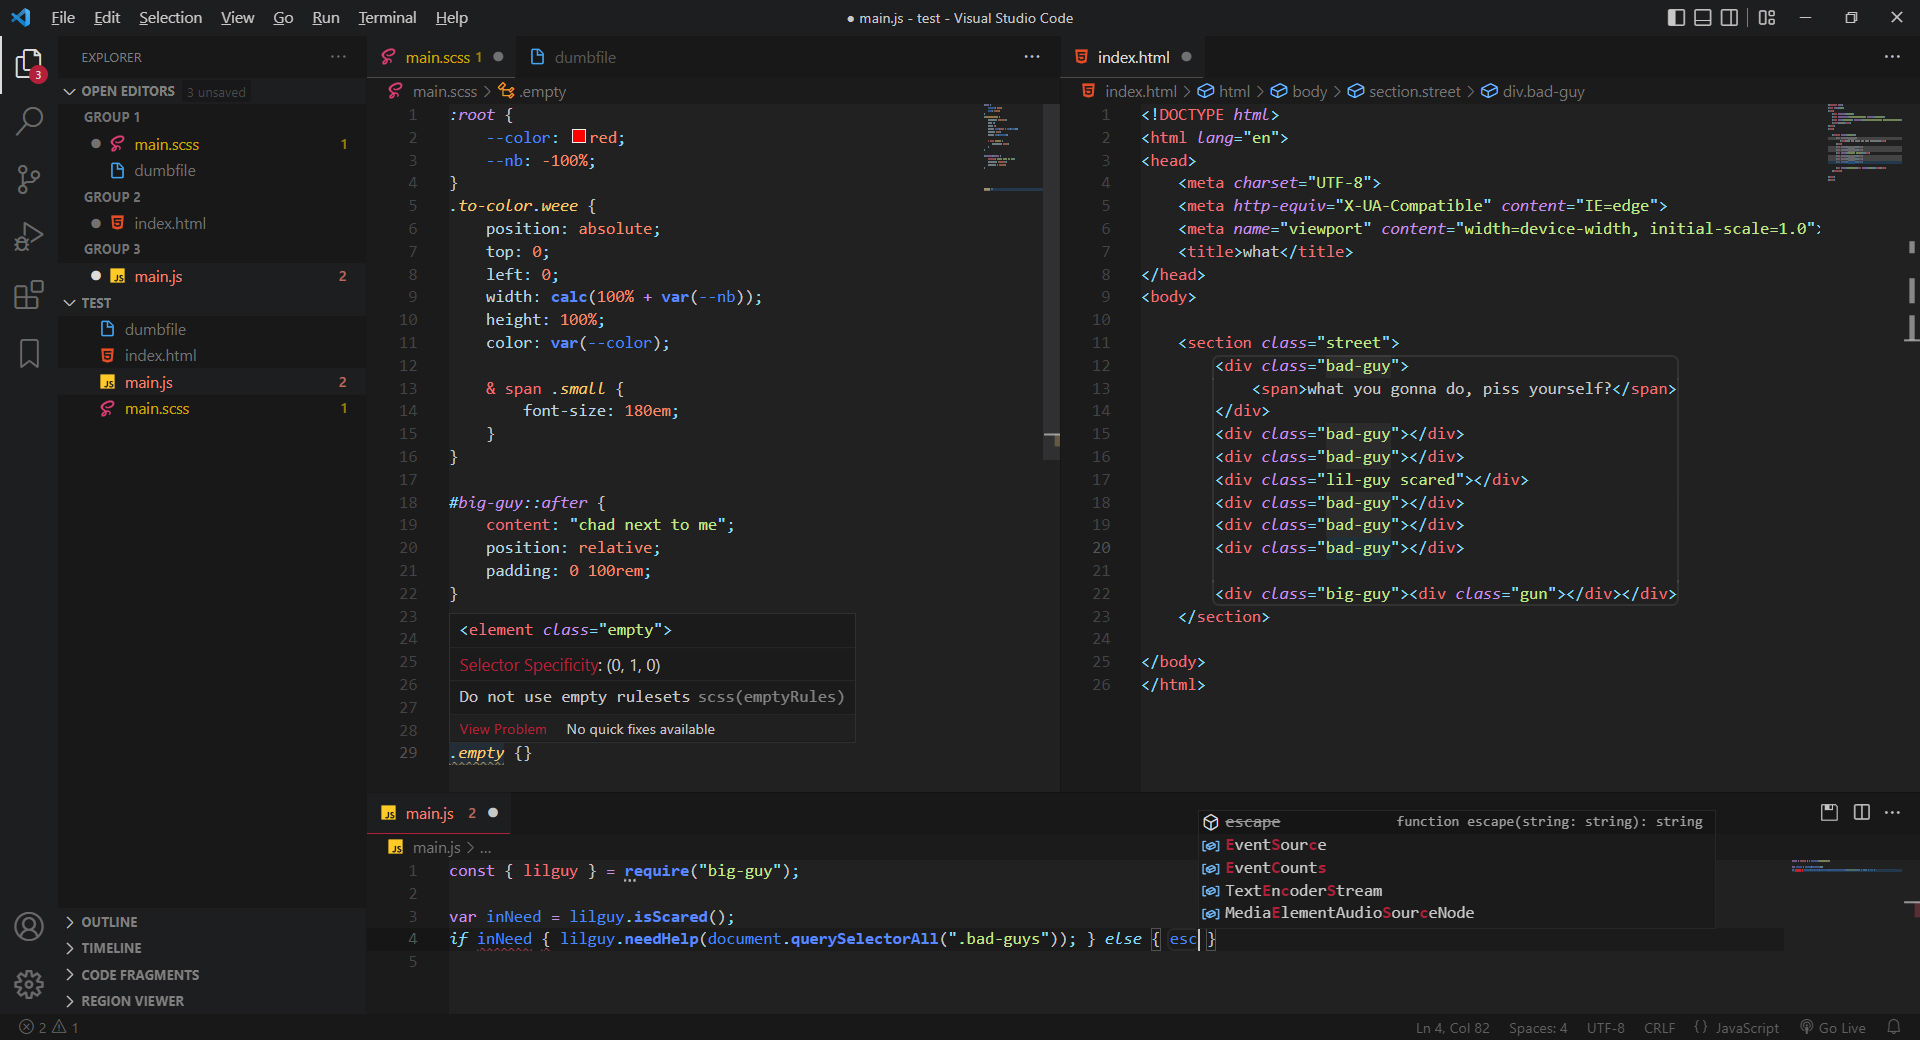 File Edit Selection View Go Run Terminal Help
● main.js - test - Visual Studio Code
3
EXPLORER
OPEN EDITORS 3 unsaved
GROUP 1
main.scss 1
dumbfile
GROUP 2
index.html
GROUP 3
JS main.js 2
TEST
dumbfile
index.html
JS main.js 2
main.scss 1
OUTLINE
TIMELINE
CODE FRAGMENTS
REGION VIEWER
main.scss 1
dumbfile
main.scss > .empty
1 :root {
2 --color: red;
3 --nb: -100%;
4 }
5 .to-color.weee {
6 position: absolute;
7 top: 0;
8 left: 0;
9 width: calc(100% + var(--nb));
10 height: 100%;
11 color: var(--color);
12
13 & span .small {
14 font-size: 180em;
15 }
16 }
17
18 #big-guy::after {
19 content: "chad next to me";
20 position: relative;
21 padding: 0 100rem;
22 }
23
24 <element class="empty">
25 Selector Specificity: (0, 1, 0)
26
27 Do not use empty rulesets scss(emptyRules)
28 View Problem No quick fixes available
29 .empty {}
index.html
index.html > html > body > section.street > div.bad-guy
1 <!DOCTYPE html>
2 <html lang="en">
3 <head>
4 <meta charset="UTF-8">
5 <meta http-equiv="X-UA-Compatible" content="IE=edge">
6 <meta name="viewport" content="width=device-width, initial-scale=1.0">
7 <title>what</title>
8 </head>
9 <body>
10
11 <section class="street">
12 <div class="bad-guy">
13 <span>what you gonna do, piss yourself?</span>
14 </div>
15 <div class="bad-guy"></div>
16 <div class="bad-guy"></div>
17 <div class="lil-guy scared"></div>
18 <div class="bad-guy"></div>
19 <div class="bad-guy"></div>
20 <div class="bad-guy"></div>
21
22 <div class="big-guy"><div class="gun"></div></div>
23 </section>
24
25 </body>
26 </html>
JS main.js 2
JS main.js > ...
1 const { lilguy } = require("big-guy");
2
3 var inNeed = lilguy.isScared();
4 if inNeed { lilguy.needHelp(document.querySelectorAll(".bad-guys")); } else { esc }
5
escape function escape(string: string): string
EventSource
EventCounts
TextEncoderStream
MediaElementAudioSourceNode
2 1
Ln 4, Col 82 Spaces: 4 UTF-8 CRLF {} JavaScript Go Live